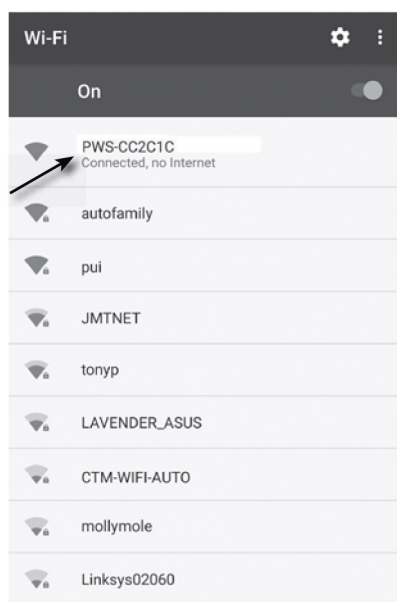 Wi-Fi
On
PWS-CC2C1C
Connected, no Internet
autofamily
pui
JMTNET
tonyp
LAVENDER_ASUS
CTM-WIFI-AUTO
mollymole
Linksys02060